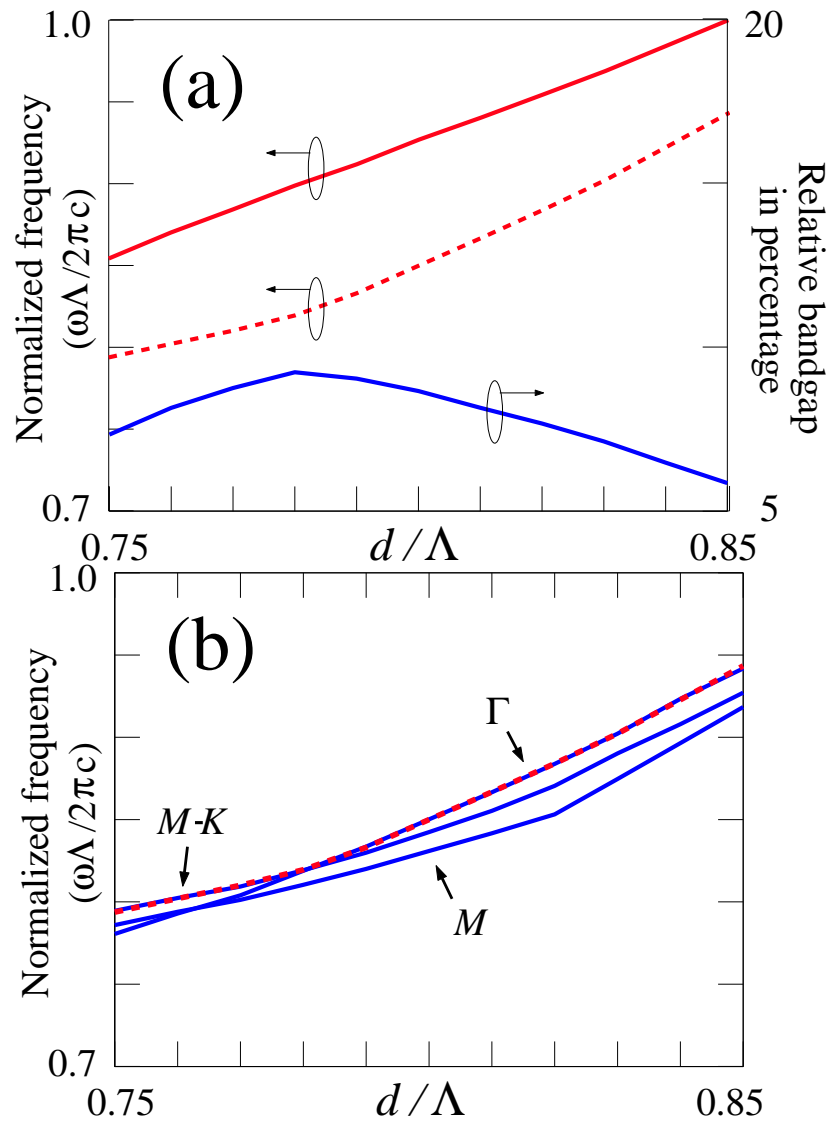 1.0
20
(a)
Normalized frequency
(ωΛ/2πc)
Relative bandgap
in percentage
0.7
5
0.75
d/Λ
0.85
1.0
(b)
Γ
Normalized frequency
(ωΛ/2πc)
M-K
M
0.7
0.75
d/Λ
0.85